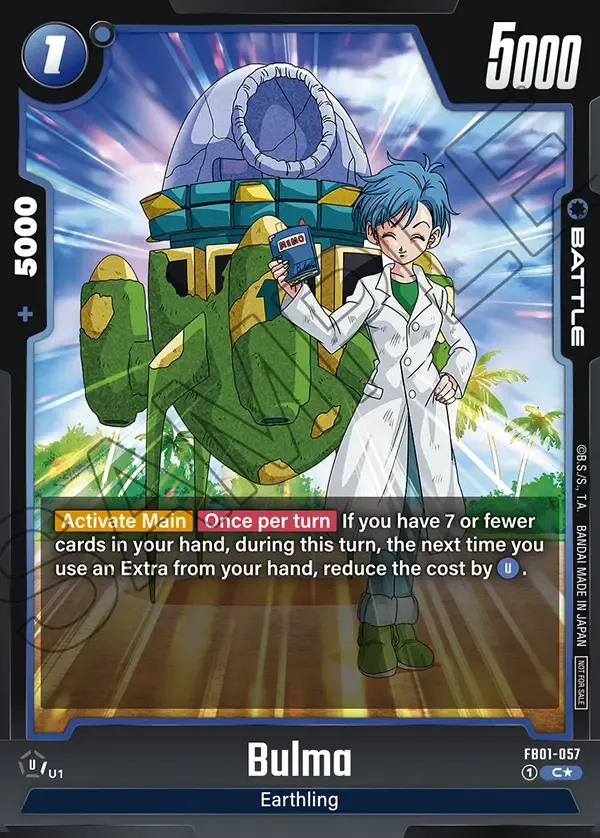 1
5000
+ 5000
BATTLE
MEMO
Bulma
SAMPLE
Activate Main Once per turn If you have 7 or fewer
cards in your hand, during this turn, the next time you
use an Extra from your hand, reduce the cost by U .
©B.S./S., T.A. BANDAI MADE IN JAPAN
NOT FOR SALE
U/U1
Bulma
FB01-057
1 C★
Earthling